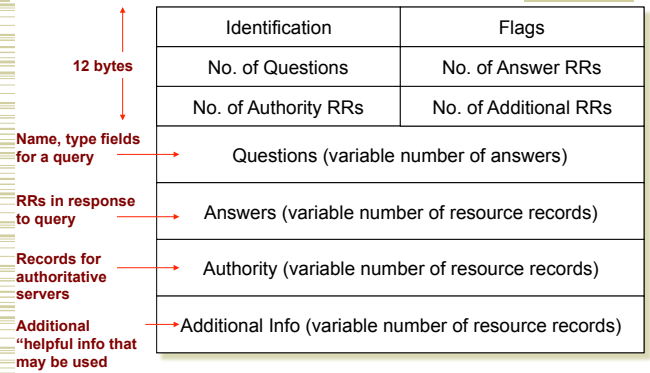 Identification
Flags
12 bytes
No. of Questions
No. of Answer RRs
No. of Authority RRs
No. of Additional RRs
Name, type fields
for a query
Questions (variable number of answers)
RRs in response
to query
Answers (variable number of resource records)
Records for
authoritative
servers
Authority (variable number of resource records)
Additional
“helpful info that
may be used
Additional Info (variable number of resource records)